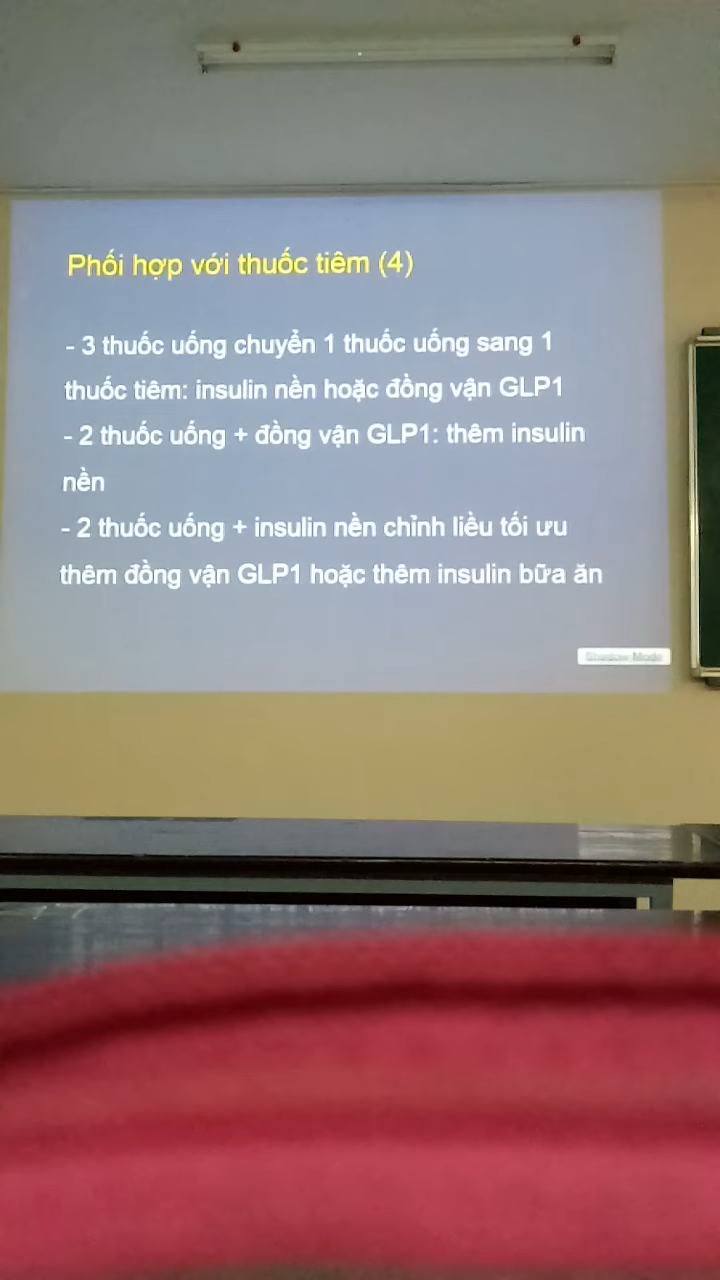 Phối hợp với thuốc tiêm (4)
- 3 thuốc uống chuyển 1 thuốc uống sang 1
thuốc tiêm: insulin nền hoặc đồng vận GLP1
- 2 thuốc uống + đồng vận GLP1: thêm insulin
nền
- 2 thuốc uống + insulin nền chỉnh liều tối ưu
thêm đồng vận GLP1 hoặc thêm insulin bữa ăn
Shadow Mode